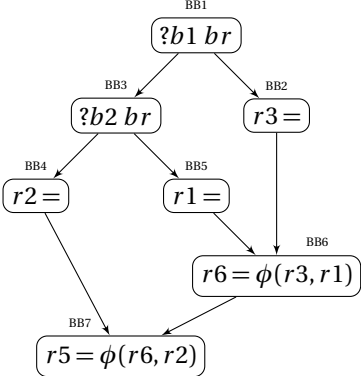 BB1
?b1 br
BB3
BB2
?b2 br
r3 =
BB4
BB5
r2 =
r1 =
BB6
r6 = ϕ(r3, r1)
BB7
r5 = ϕ(r6, r2)